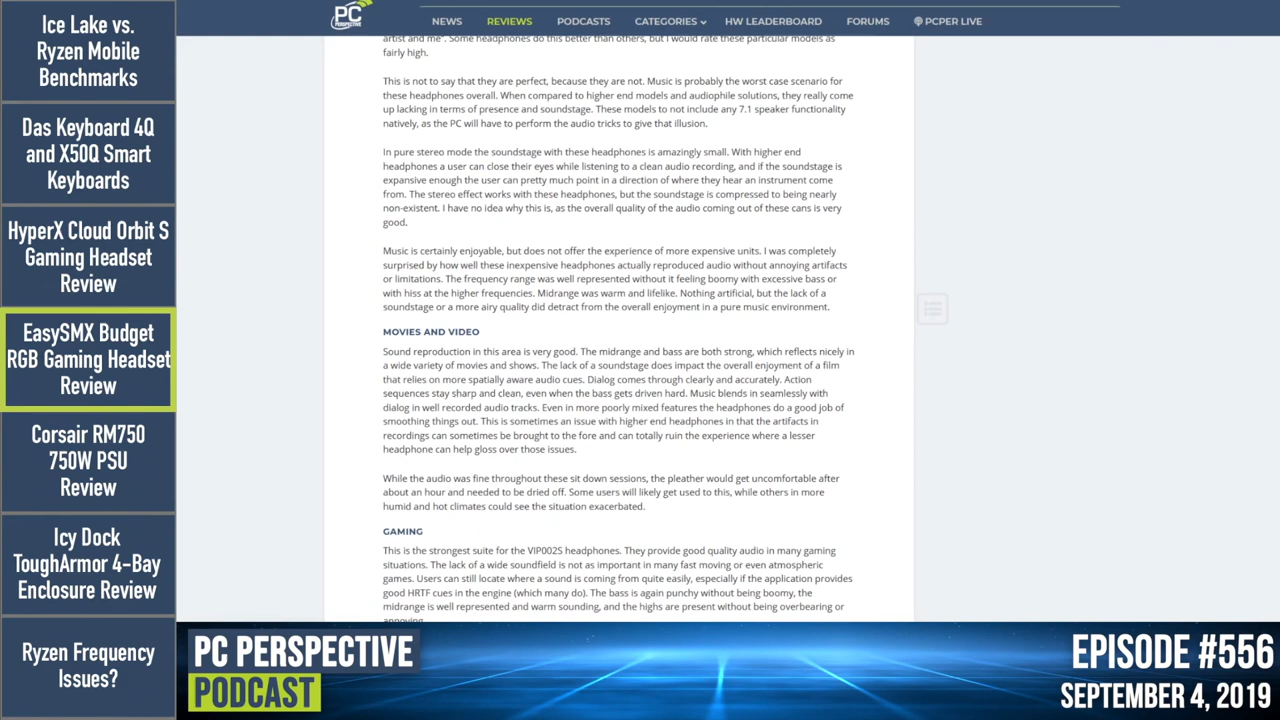 Ice Lake vs.
Ryzen Mobile
Benchmarks
Das Keyboard 4Q
and X50Q Smart
Keyboards
HyperX Cloud Orbit S
Gaming Headset
Review
EasySMX Budget
RGB Gaming Headset
Review
Corsair RM750
750W PSU
Review
Icy Dock
ToughArmor 4-Bay
Enclosure Review
Ryzen Frequency
Issues?
PC
PERSPECTIVE
NEWS REVIEWS PODCASTS CATEGORIES HW LEADERBOARD FORUMS PCPER LIVE
artist and me". Some headphones do this better than others, but I would rate these particular models as
fairly high.
This is not to say that they are perfect, because they are not. Music is probably the worst case scenario for
these headphones overall. When compared to higher end models and audiophile solutions, they really come
up lacking in terms of presence and soundstage. These models to not include any 7.1 speaker functionality
natively, as the PC will have to perform the audio tricks to give that illusion.
In pure stereo mode the soundstage with these headphones is amazingly small. With higher end
headphones a user can close their eyes while listening to a clean audio recording, and if the soundstage is
expansive enough the user can pretty much point in a direction of where they hear an instrument come
from. The stereo effect works with these headphones, but the soundstage is compressed to being nearly
non-existent. I have no idea why this is, as the overall quality of the audio coming out of these cans is very
good.
Music is certainly enjoyable, but does not offer the experience of more expensive units. I was completely
surprised by how well these inexpensive headphones actually reproduced audio without annoying artifacts
or limitations. The frequency range was well represented without it feeling boomy with excessive bass or
with hiss at the higher frequencies. Midrange was warm and lifelike. Nothing artificial, but the lack of a
soundstage or a more airy quality did detract from the overall enjoyment in a pure music environment.
MOVIES AND VIDEO
Sound reproduction in this area is very good. The midrange and bass are both strong, which reflects nicely in
a wide variety of movies and shows. The lack of a soundstage does impact the overall enjoyment of a film
that relies on more spatially aware audio cues. Dialog comes through clearly and accurately. Action
sequences stay sharp and clean, even when the bass gets driven hard. Music blends in seamlessly with
dialog in well recorded audio tracks. Even in more poorly mixed features the headphones do a good job of
smoothing things out. This is sometimes an issue with higher end headphones in that the artifacts in
recordings can sometimes be brought to the fore and can totally ruin the experience where a lesser
headphone can help gloss over those issues.
While the audio was fine throughout these sit down sessions, the pleather would get uncomfortable after
about an hour and needed to be dried off. Some users will likely get used to this, while others in more
humid and hot climates could see the situation exacerbated.
GAMING
This is the strongest suite for the VIP002S headphones. They provide good quality audio in many gaming
situations. The lack of a wide soundfield is not as important in many fast moving or even atmospheric
games. Users can still locate where a sound is coming from quite easily, especially if the application provides
good HRTF cues in the engine (which many do). The bass is again punchy without being boomy, the
midrange is well represented and warm sounding, and the highs are present without being overbearing or
annoying.
PC PERSPECTIVE
PODCAST
EPISODE #556
SEPTEMBER 4, 2019